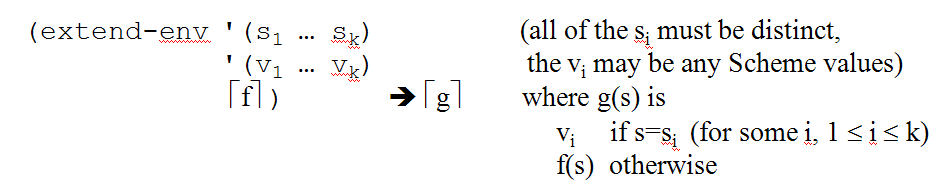 (extend-env '(s₁ … sₖ) (all of the sᵢ must be distinct,
'(v₁ … vₖ) the vᵢ may be any Scheme values)
⌈f⌉) ➔ ⌈g⌉ where g(s) is
vᵢ if s=sᵢ (for some i, 1 ≤ i ≤ k)
f(s) otherwise